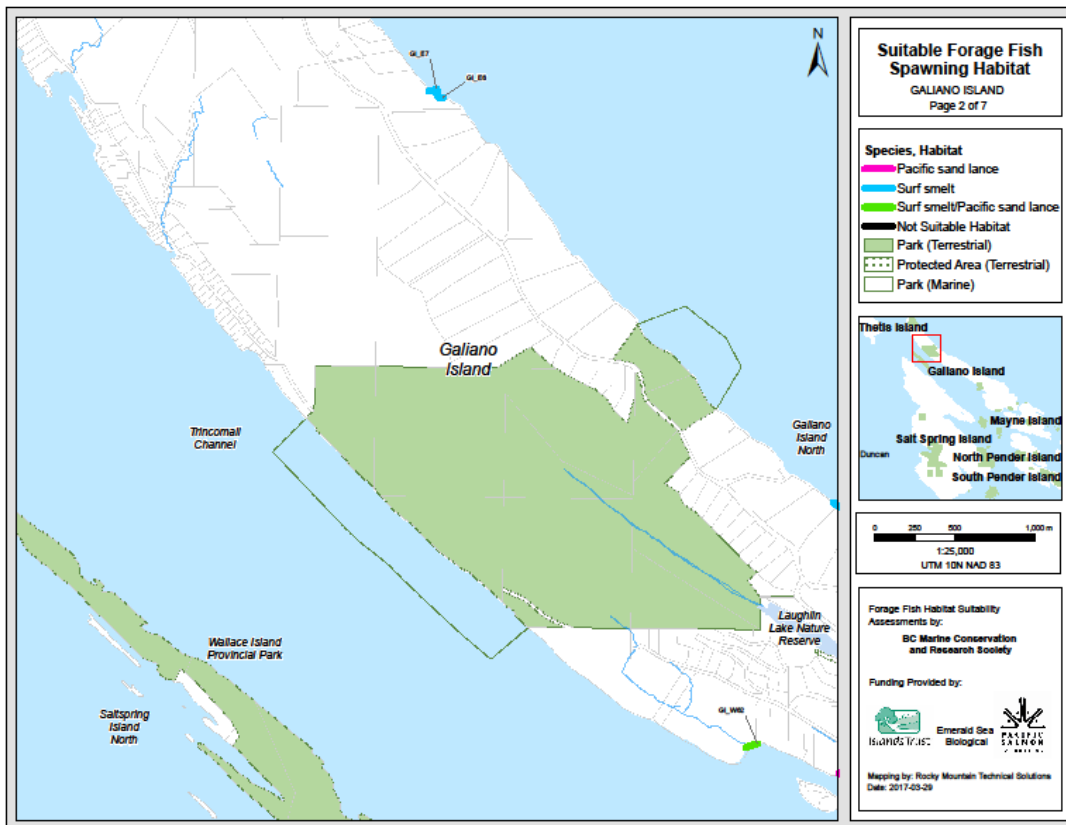 GI_E7
GI_E8
N
Galiano
Island
Trincomali
Channel
Galiano
Island
North
Laughlin
Lake Nature
Reserve
Wallace Island
Provincial Park
Saltspring
Island
North
GI_W62
Suitable Forage Fish
Spawning Habitat
GALIANO ISLAND
Page 2 of 7
Species, Habitat
Pacific sand lance
Surf smelt
Surf smelt/Pacific sand lance
Not Suitable Habitat
Park (Terrestrial)
Protected Area (Terrestrial)
Park (Marine)
Thetis Island
Galiano Island
Mayne Island
Salt Spring Island
Duncan
North Pender Island
South Pender Island
0 250 500 1,000 m
1:25,000
UTM 10N NAD 83
Forage Fish Habitat Suitability
Assessments by:
BC Marine Conservation
and Research Society
Funding Provided by:
Islands Trust
Emerald Sea
Biological
PACIFIC
SALMON
Mapping by: Rocky Mountain Technical Solutions
Date: 2017-03-29